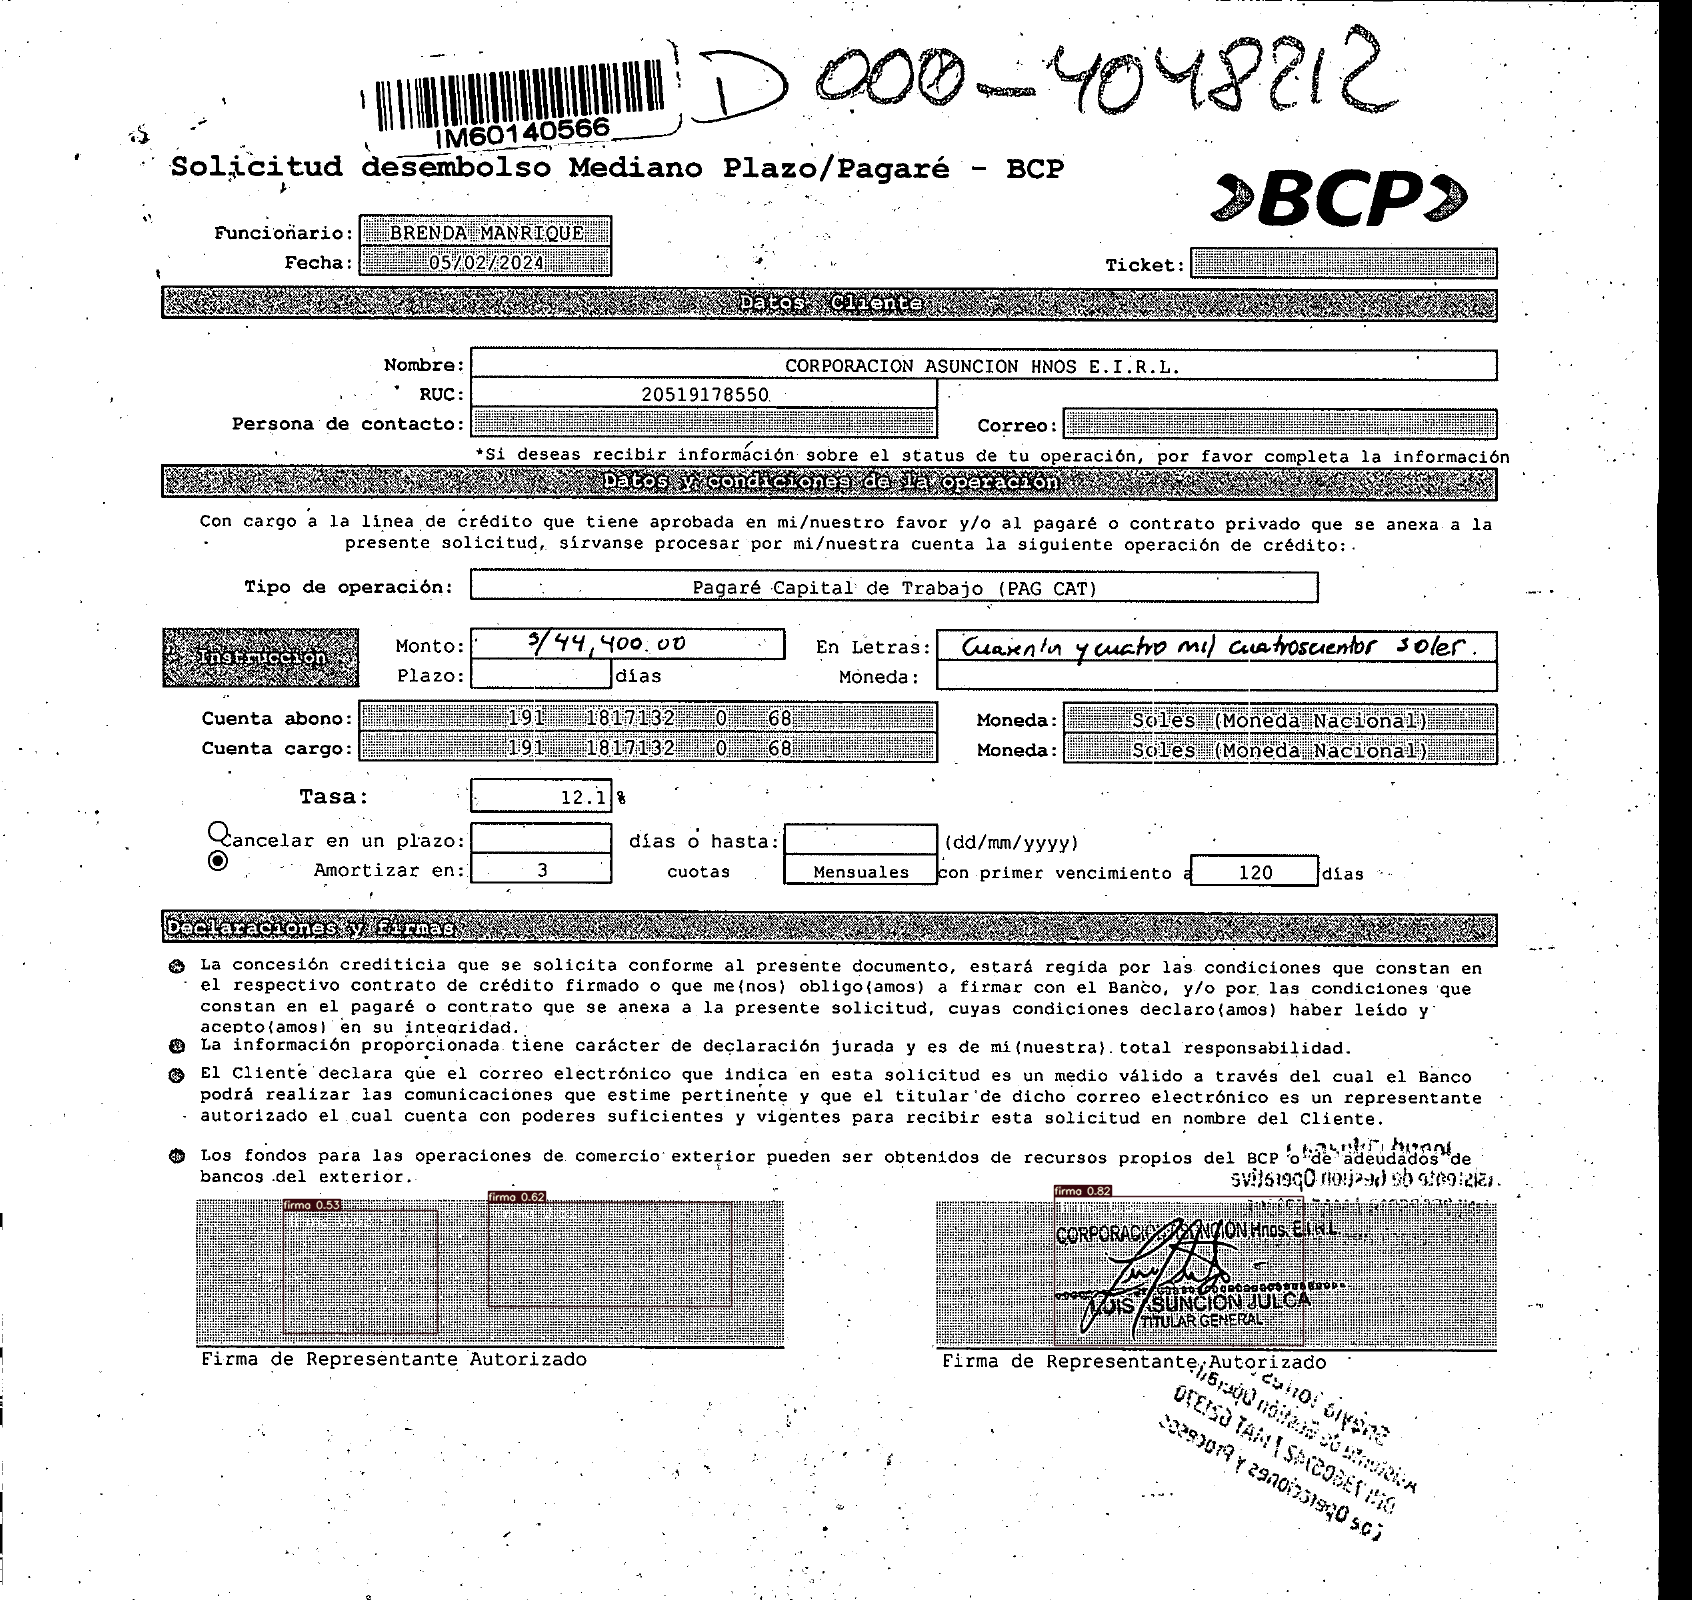 D 000-4048212
IM60140566
Solicitud desembolso Mediano Plazo/Pagaré - BCP
BCP
Funcionario: BRENDA MANRIQUE
Fecha: 05/02/2024
Ticket:
Datos Cliente
Nombre: CORPORACION ASUNCION HNOS E.I.R.L.
RUC: 20519178550
Persona de contacto: Correo:
*Si deseas recibir información sobre el status de tu operación, por favor completa la información
Datos y condiciones de la operación
Con cargo a la línea de crédito que tiene aprobada en mi/nuestro favor y/o al pagaré o contrato privado que se anexa a la
presente solicitud, sírvanse procesar por mi/nuestra cuenta la siguiente operación de crédito:
Tipo de operación: Pagaré Capital de Trabajo (PAG CAT)
Instrucción Monto: S/44,400.00 En Letras: Cuarenta y cuatro mil cuatroscientos soles.
Plazo: días Moneda:
Cuenta abono: 191 1817132 0 68 Moneda: Soles (Moneda Nacional)
Cuenta cargo: 191 1817132 0 68 Moneda: Soles (Moneda Nacional)
Tasa: 12.1 %
Cancelar en un plazo: días ó hasta: (dd/mm/yyyy)
Amortizar en: 3 cuotas Mensuales con primer vencimiento a 120 días
Declaraciones y firmas
La concesión crediticia que se solicita conforme al presente documento, estará regida por las condiciones que constan en
el respectivo contrato de crédito firmado o que me(nos) obligo(amos) a firmar con el Banco, y/o por las condiciones que
constan en el pagaré o contrato que se anexa a la presente solicitud, cuyas condiciones declaro(amos) haber leído y
acepto(amos) en su integridad.
La información proporcionada tiene carácter de declaración jurada y es de mi(nuestra) total responsabilidad.
El Cliente declara que el correo electrónico que indica en esta solicitud es un medio válido a través del cual el Banco
podrá realizar las comunicaciones que estime pertinente y que el titular de dicho correo electrónico es un representante
autorizado el cual cuenta con poderes suficientes y vigentes para recibir esta solicitud en nombre del Cliente.
Los fondos para las operaciones de comercio exterior pueden ser obtenidos de recursos propios del BCP o de adeudados de
bancos del exterior.
firma 0.53
firma 0.62
firma 0.82
CORPORACION ASUNCION Hnos. E.I.R.L.
LUIS ASUNCION JULCA
TITULAR GENERAL
Firma de Representante Autorizado
Firma de Representante Autorizado